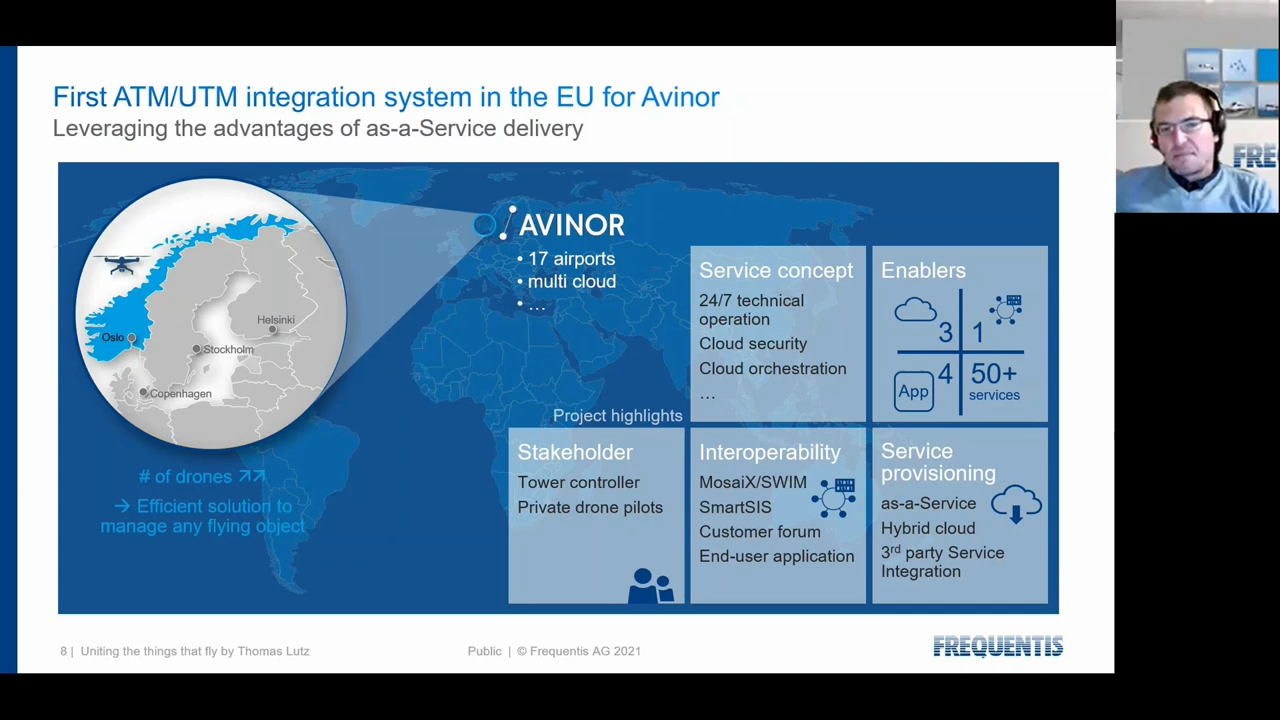 First ATM/UTM integration system in the EU for Avinor
Leveraging the advantages of as-a-Service delivery
AVINOR
• 17 airports
• multi cloud
• …
Oslo
Helsinki
Stockholm
Copenhagen
# of drones ↗↗
→ Efficient solution to
manage any flying object
Project highlights
Service concept
24/7 technical
operation
Cloud security
Cloud orchestration
…
Enablers
3
1
App
4
50+
services
Stakeholder
Tower controller
Private drone pilots
Interoperability
MosaiX/SWIM
SmartSIS
Customer forum
End-user application
Service
provisioning
as-a-Service
Hybrid cloud
3rd party Service
Integration
8 | Uniting the things that fly by Thomas Lutz
Public | © Frequentis AG 2021
FREQUENTIS
FRE